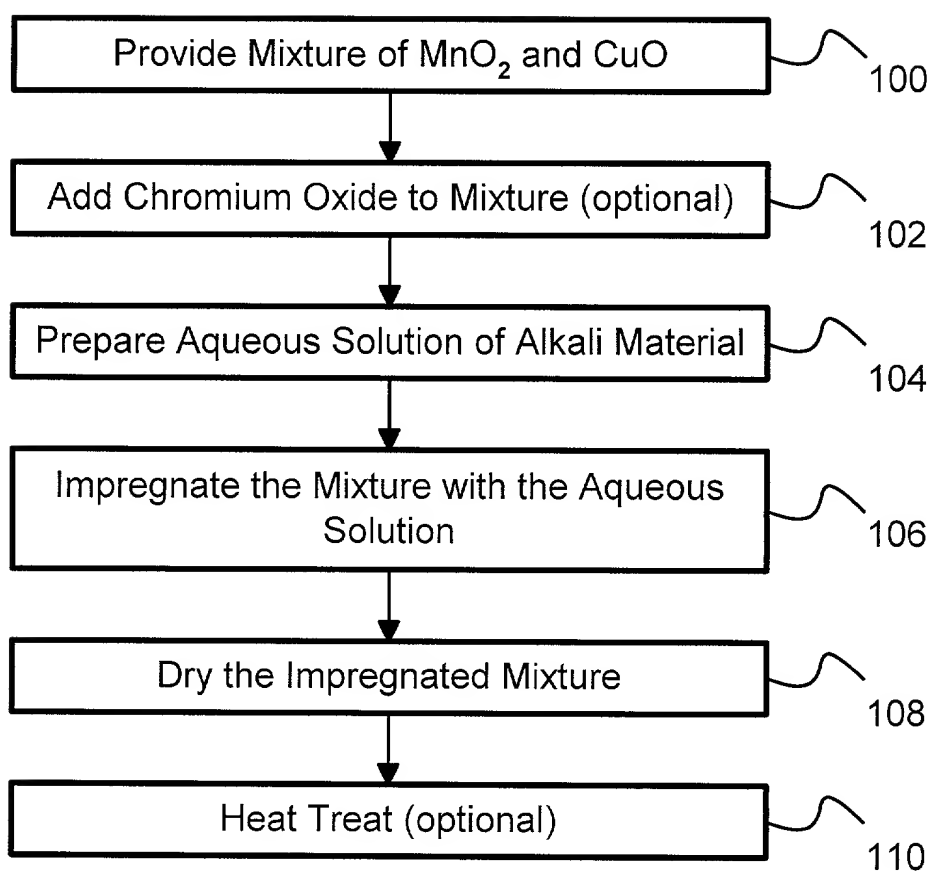 Provide Mixture of MnO₂ and CuO
100
Add Chromium Oxide to Mixture (optional)
102
Prepare Aqueous Solution of Alkali Material
104
Impregnate the Mixture with the Aqueous
Solution
106
Dry the Impregnated Mixture
108
Heat Treat (optional)
110